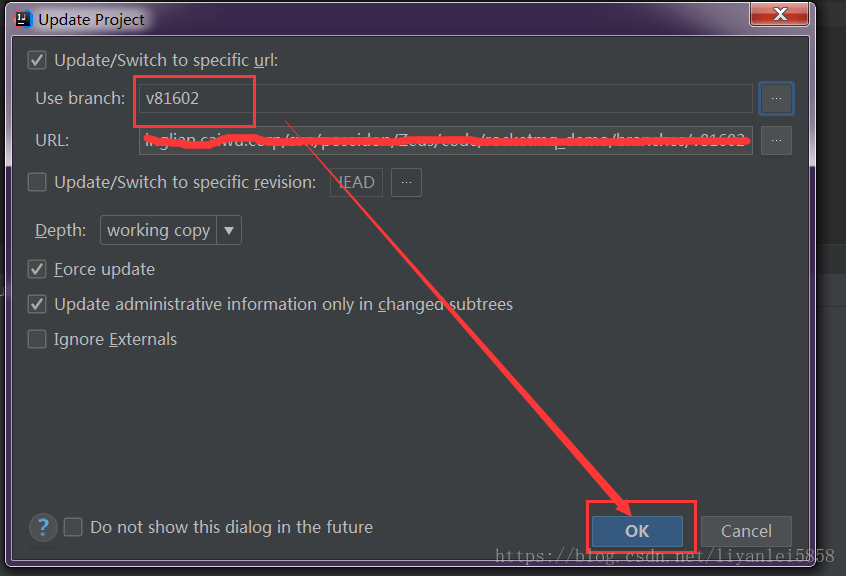 Update Project
Update/Switch to specific url:
Use branch: v81602 ...
URL: ...
Update/Switch to specific revision: HEAD ...
Depth: working copy
Force update
Update administrative information only in changed subtrees
Ignore Externals
? Do not show this dialog in the future
OK Cancel
https://blog.csdn.net/liyanlei5858